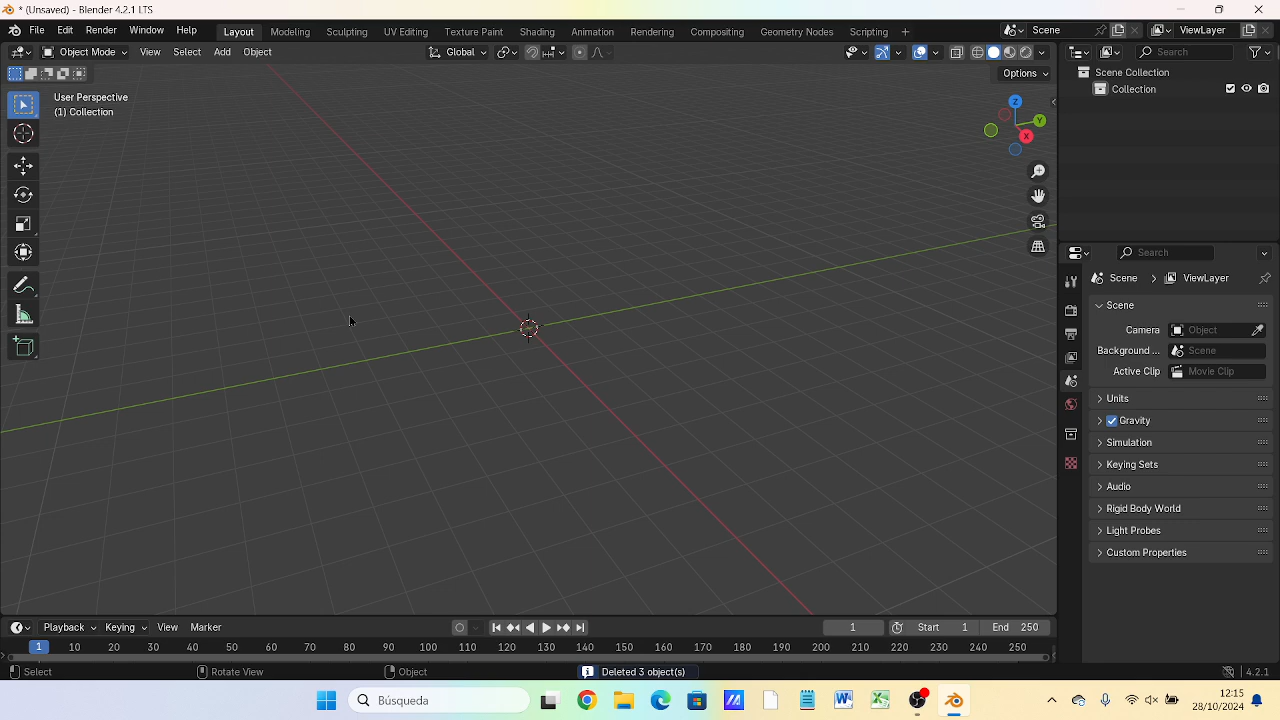 * (Unsaved) - Blender 4.2.1 LTS
File Edit Render Window Help Layout Modeling Sculpting UV Editing Texture Paint Shading Animation Rendering Compositing Geometry Nodes Scripting + Scene ViewLayer
Object Mode View Select Add Object Global Search
Options
User Perspective
(1) Collection
Z
Y
X
Scene Collection
Collection
Search
Scene > ViewLayer
Scene
Camera Object
Background ... Scene
Active Clip Movie Clip
Units
Gravity
Simulation
Keying Sets
Audio
Rigid Body World
Light Probes
Custom Properties
Playback Keying View Marker 1 Start 1 End 250
1 10 20 30 40 50 60 70 80 90 100 110 120 130 140 150 160 170 180 190 200 210 220 230 240 250
Select Rotate View Object Deleted 3 object(s) 4.2.1
Búsqueda
12:15
28/10/2024